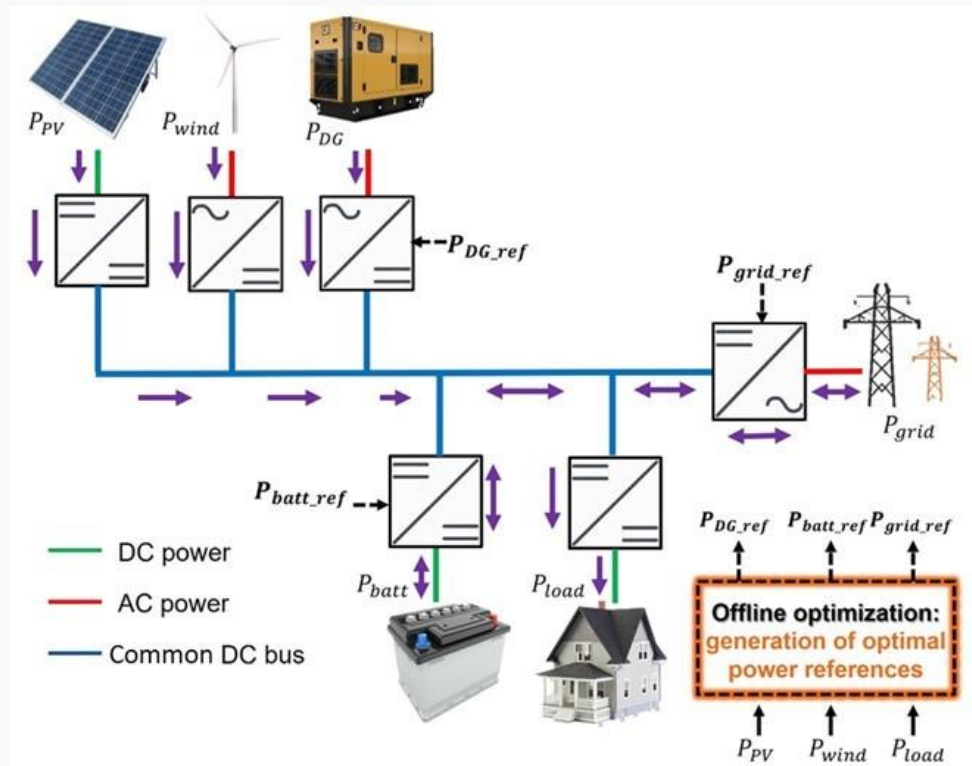 P_PV
P_wind
P_DG
P_DG_ref
P_grid_ref
P_grid
P_batt_ref
DC power
AC power
Common DC bus
P_batt
P_load
P_DG_ref P_batt_ref P_grid_ref
Offline optimization:
generation of optimal
power references
P_PV P_wind P_load